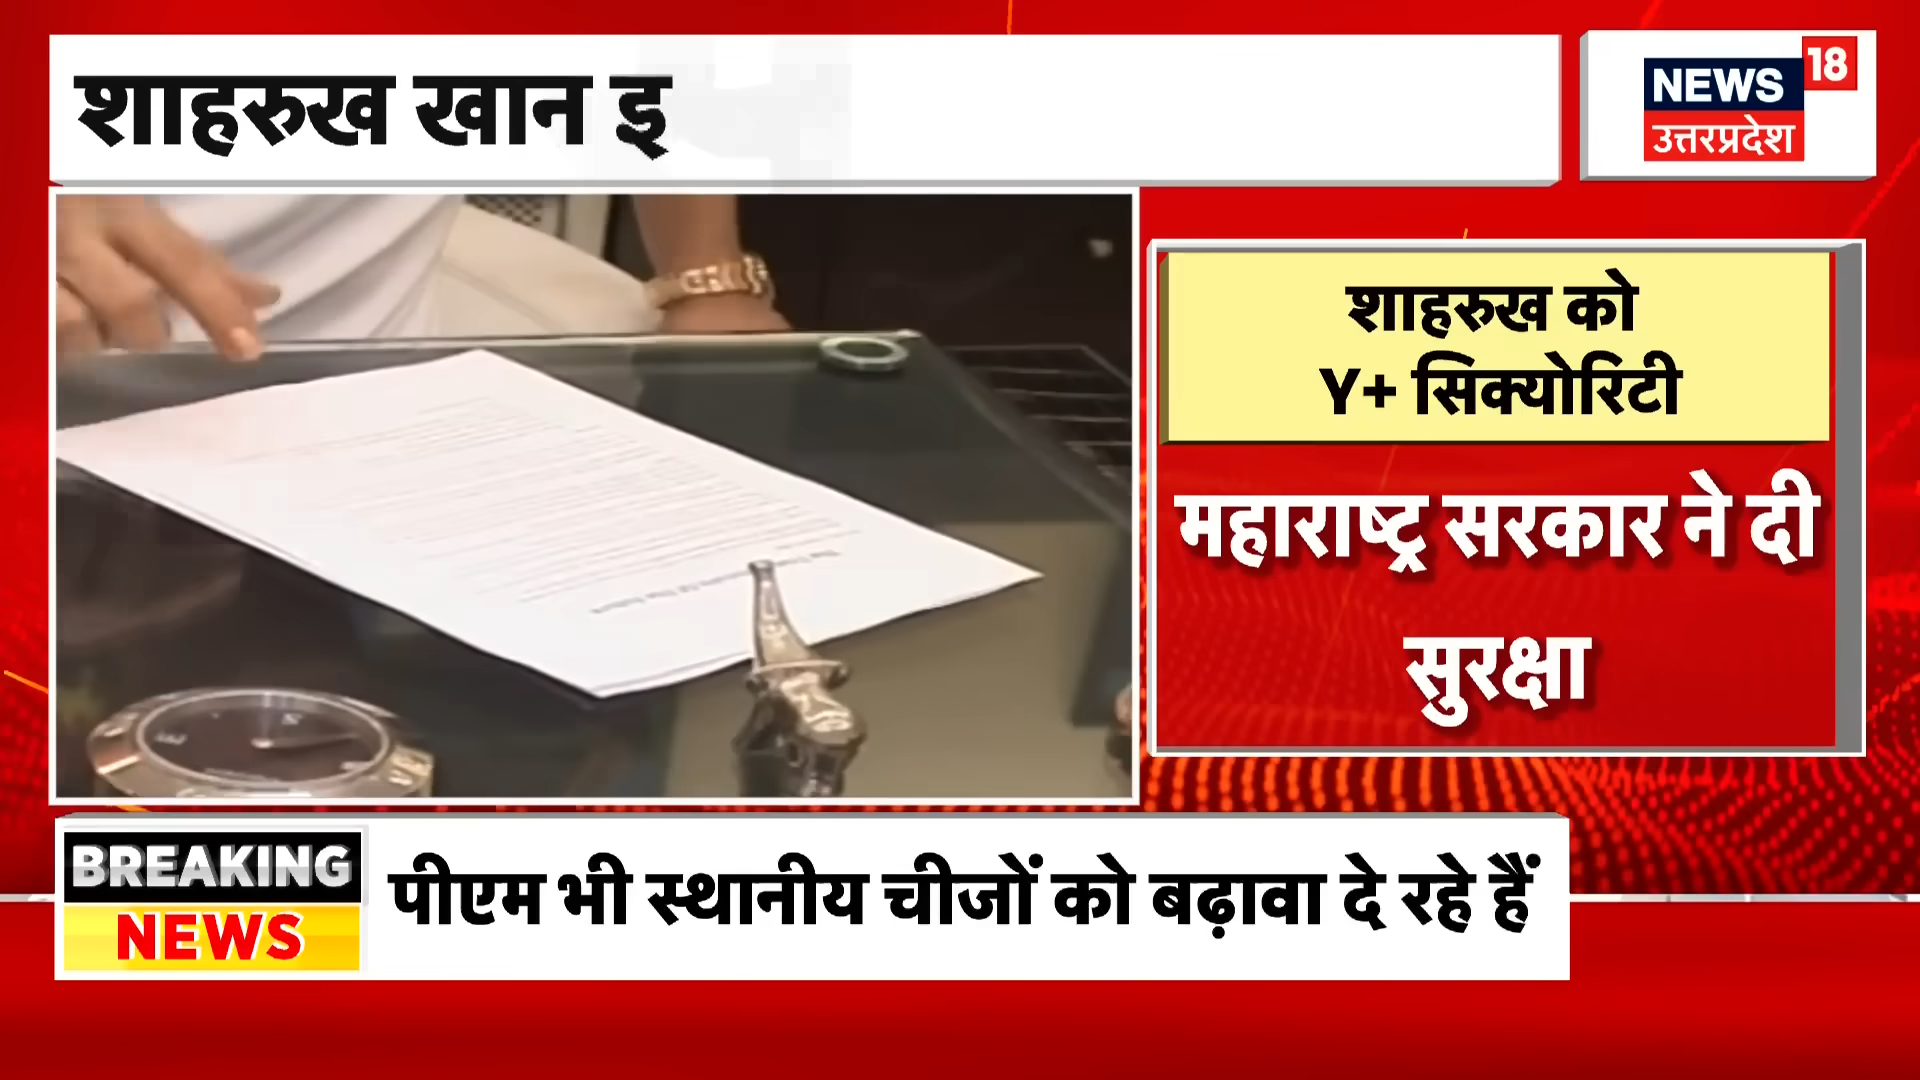 शाहरुख खान इ
NEWS 18
उत्तरप्रदेश
शाहरुख को
Y+ सिक्योरिटी
महाराष्ट्र सरकार ने दी
सुरक्षा
BREAKING
NEWS
पीएम भी स्थानीय चीजों को बढ़ावा दे रहे हैं